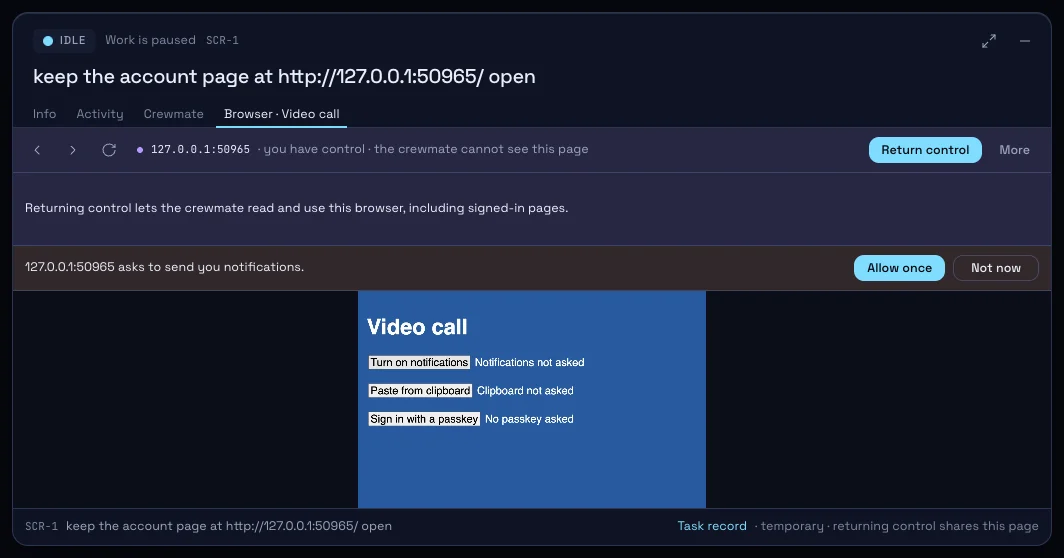 IDLE Work is paused SCR-1
keep the account page at http://127.0.0.1:50965/ open
Info Activity Crewmate Browser · Video call
127.0.0.1:50965 · you have control · the crewmate cannot see this page Return control More
Returning control lets the crewmate read and use this browser, including signed-in pages.
127.0.0.1:50965 asks to send you notifications. Allow once Not now
Video call
Turn on notifications Notifications not asked
Paste from clipboard Clipboard not asked
Sign in with a passkey No passkey asked
SCR-1 keep the account page at http://127.0.0.1:50965/ open Task record · temporary · returning control shares this page